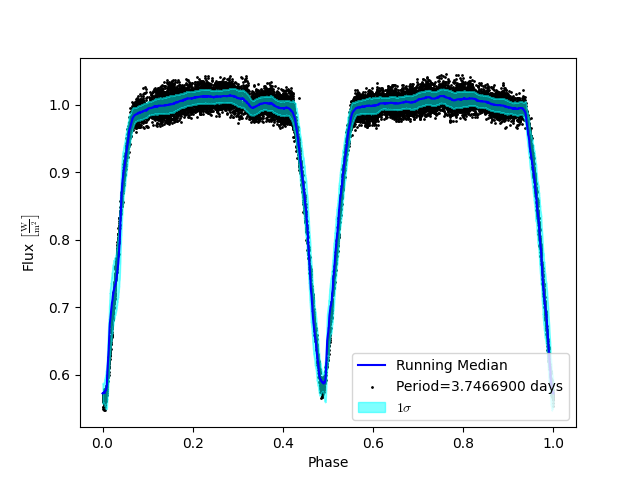 1.0
0.9
0.8
0.7
0.6
Flux [W/m²]
Running Median
Period=3.7466900 days
1σ
0.0 0.2 0.4 0.6 0.8 1.0
Phase